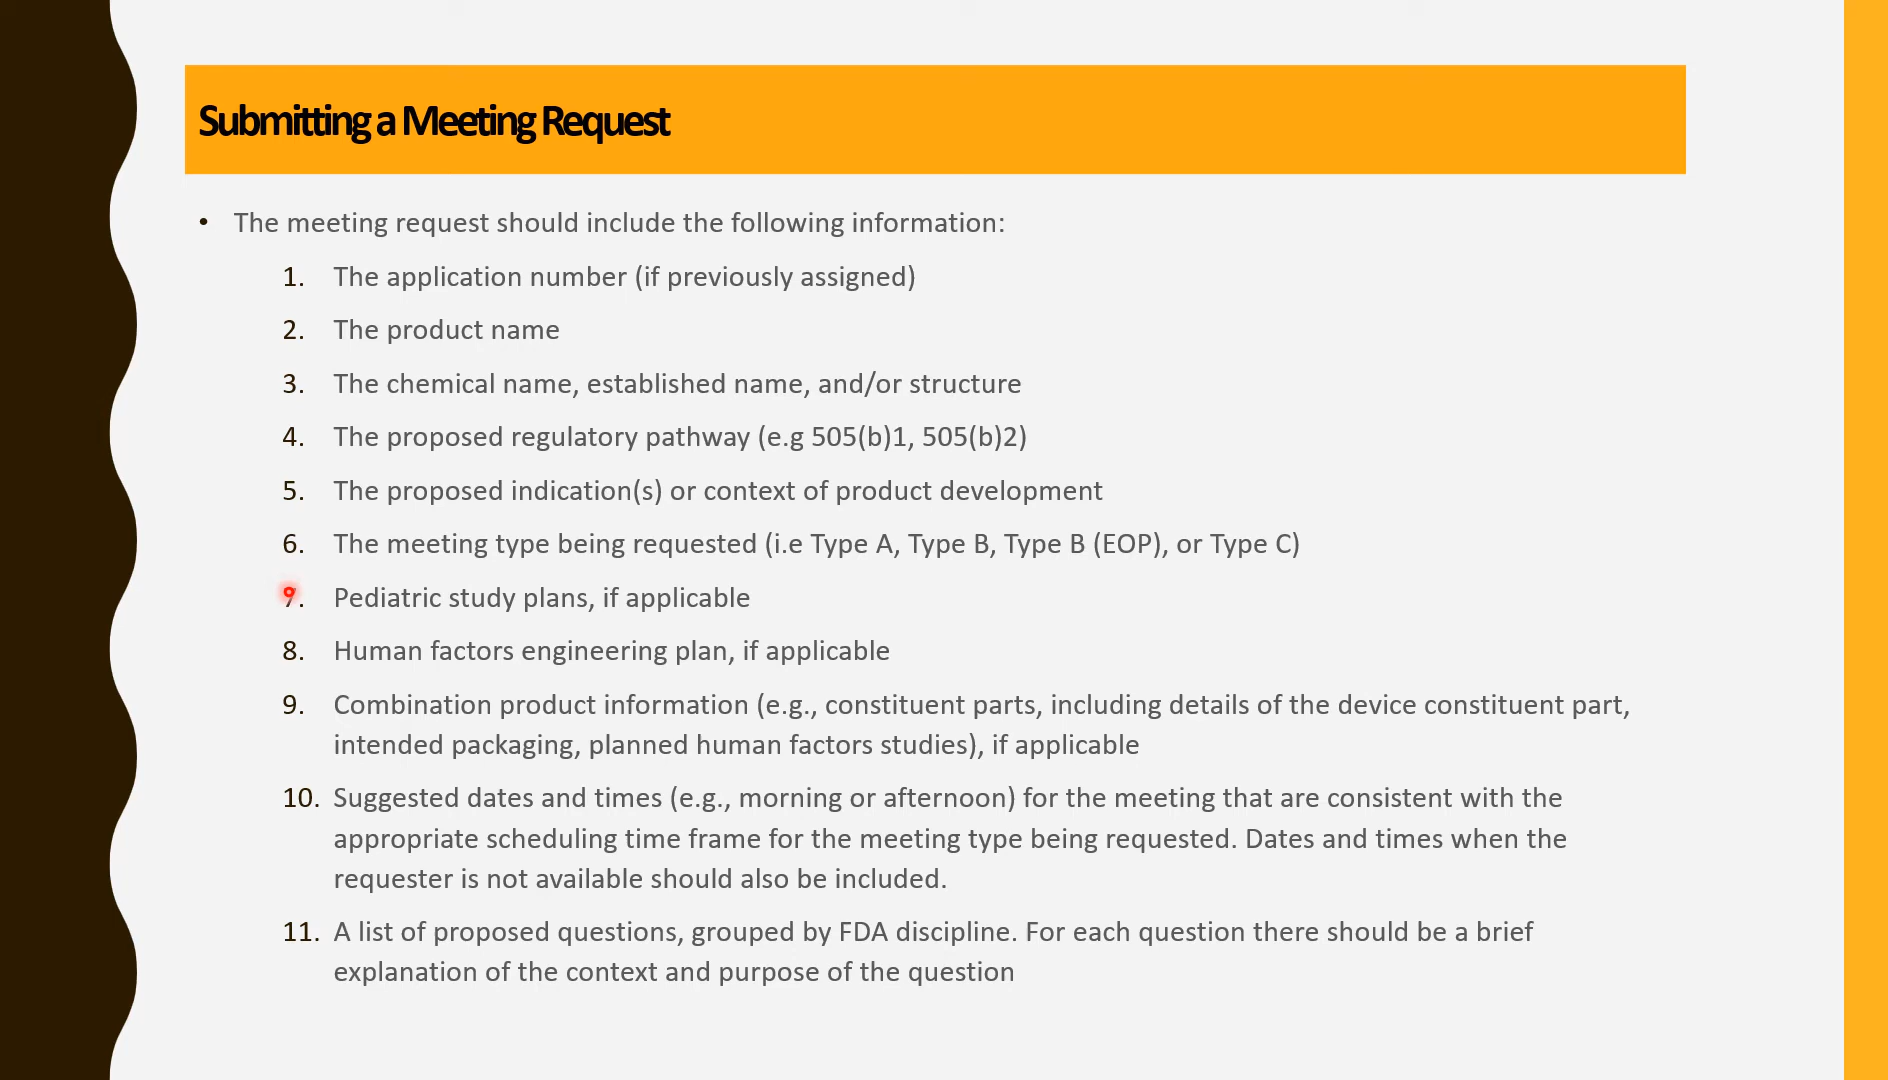 Submitting a Meeting Request
• The meeting request should include the following information:
1. The application number (if previously assigned)
2. The product name
3. The chemical name, established name, and/or structure
4. The proposed regulatory pathway (e.g 505(b)1, 505(b)2)
5. The proposed indication(s) or context of product development
6. The meeting type being requested (i.e Type A, Type B, Type B (EOP), or Type C)
7. Pediatric study plans, if applicable
8. Human factors engineering plan, if applicable
9. Combination product information (e.g., constituent parts, including details of the device constituent part,
intended packaging, planned human factors studies), if applicable
10. Suggested dates and times (e.g., morning or afternoon) for the meeting that are consistent with the
appropriate scheduling time frame for the meeting type being requested. Dates and times when the
requester is not available should also be included.
11. A list of proposed questions, grouped by FDA discipline. For each question there should be a brief
explanation of the context and purpose of the question